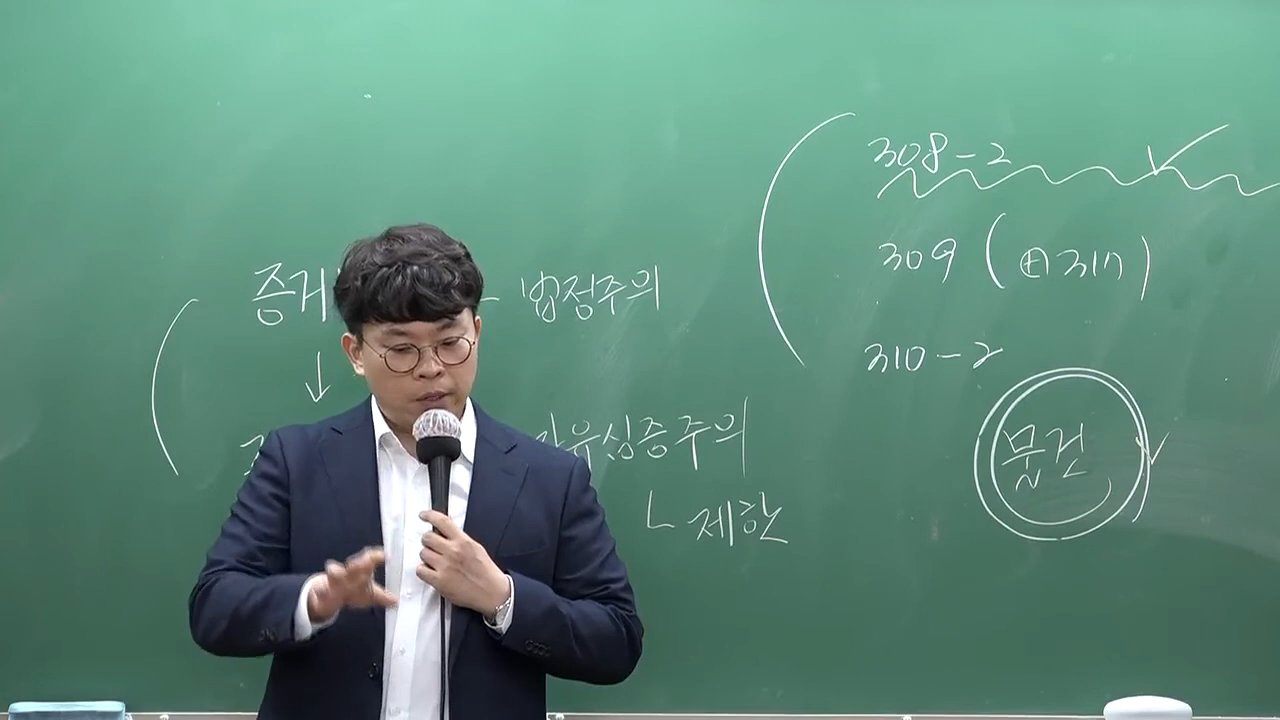 증거 - 법정주의
↓
자유심증주의
ㄴ 제한
308-2
309 (⊕ 317)
310-2
물건